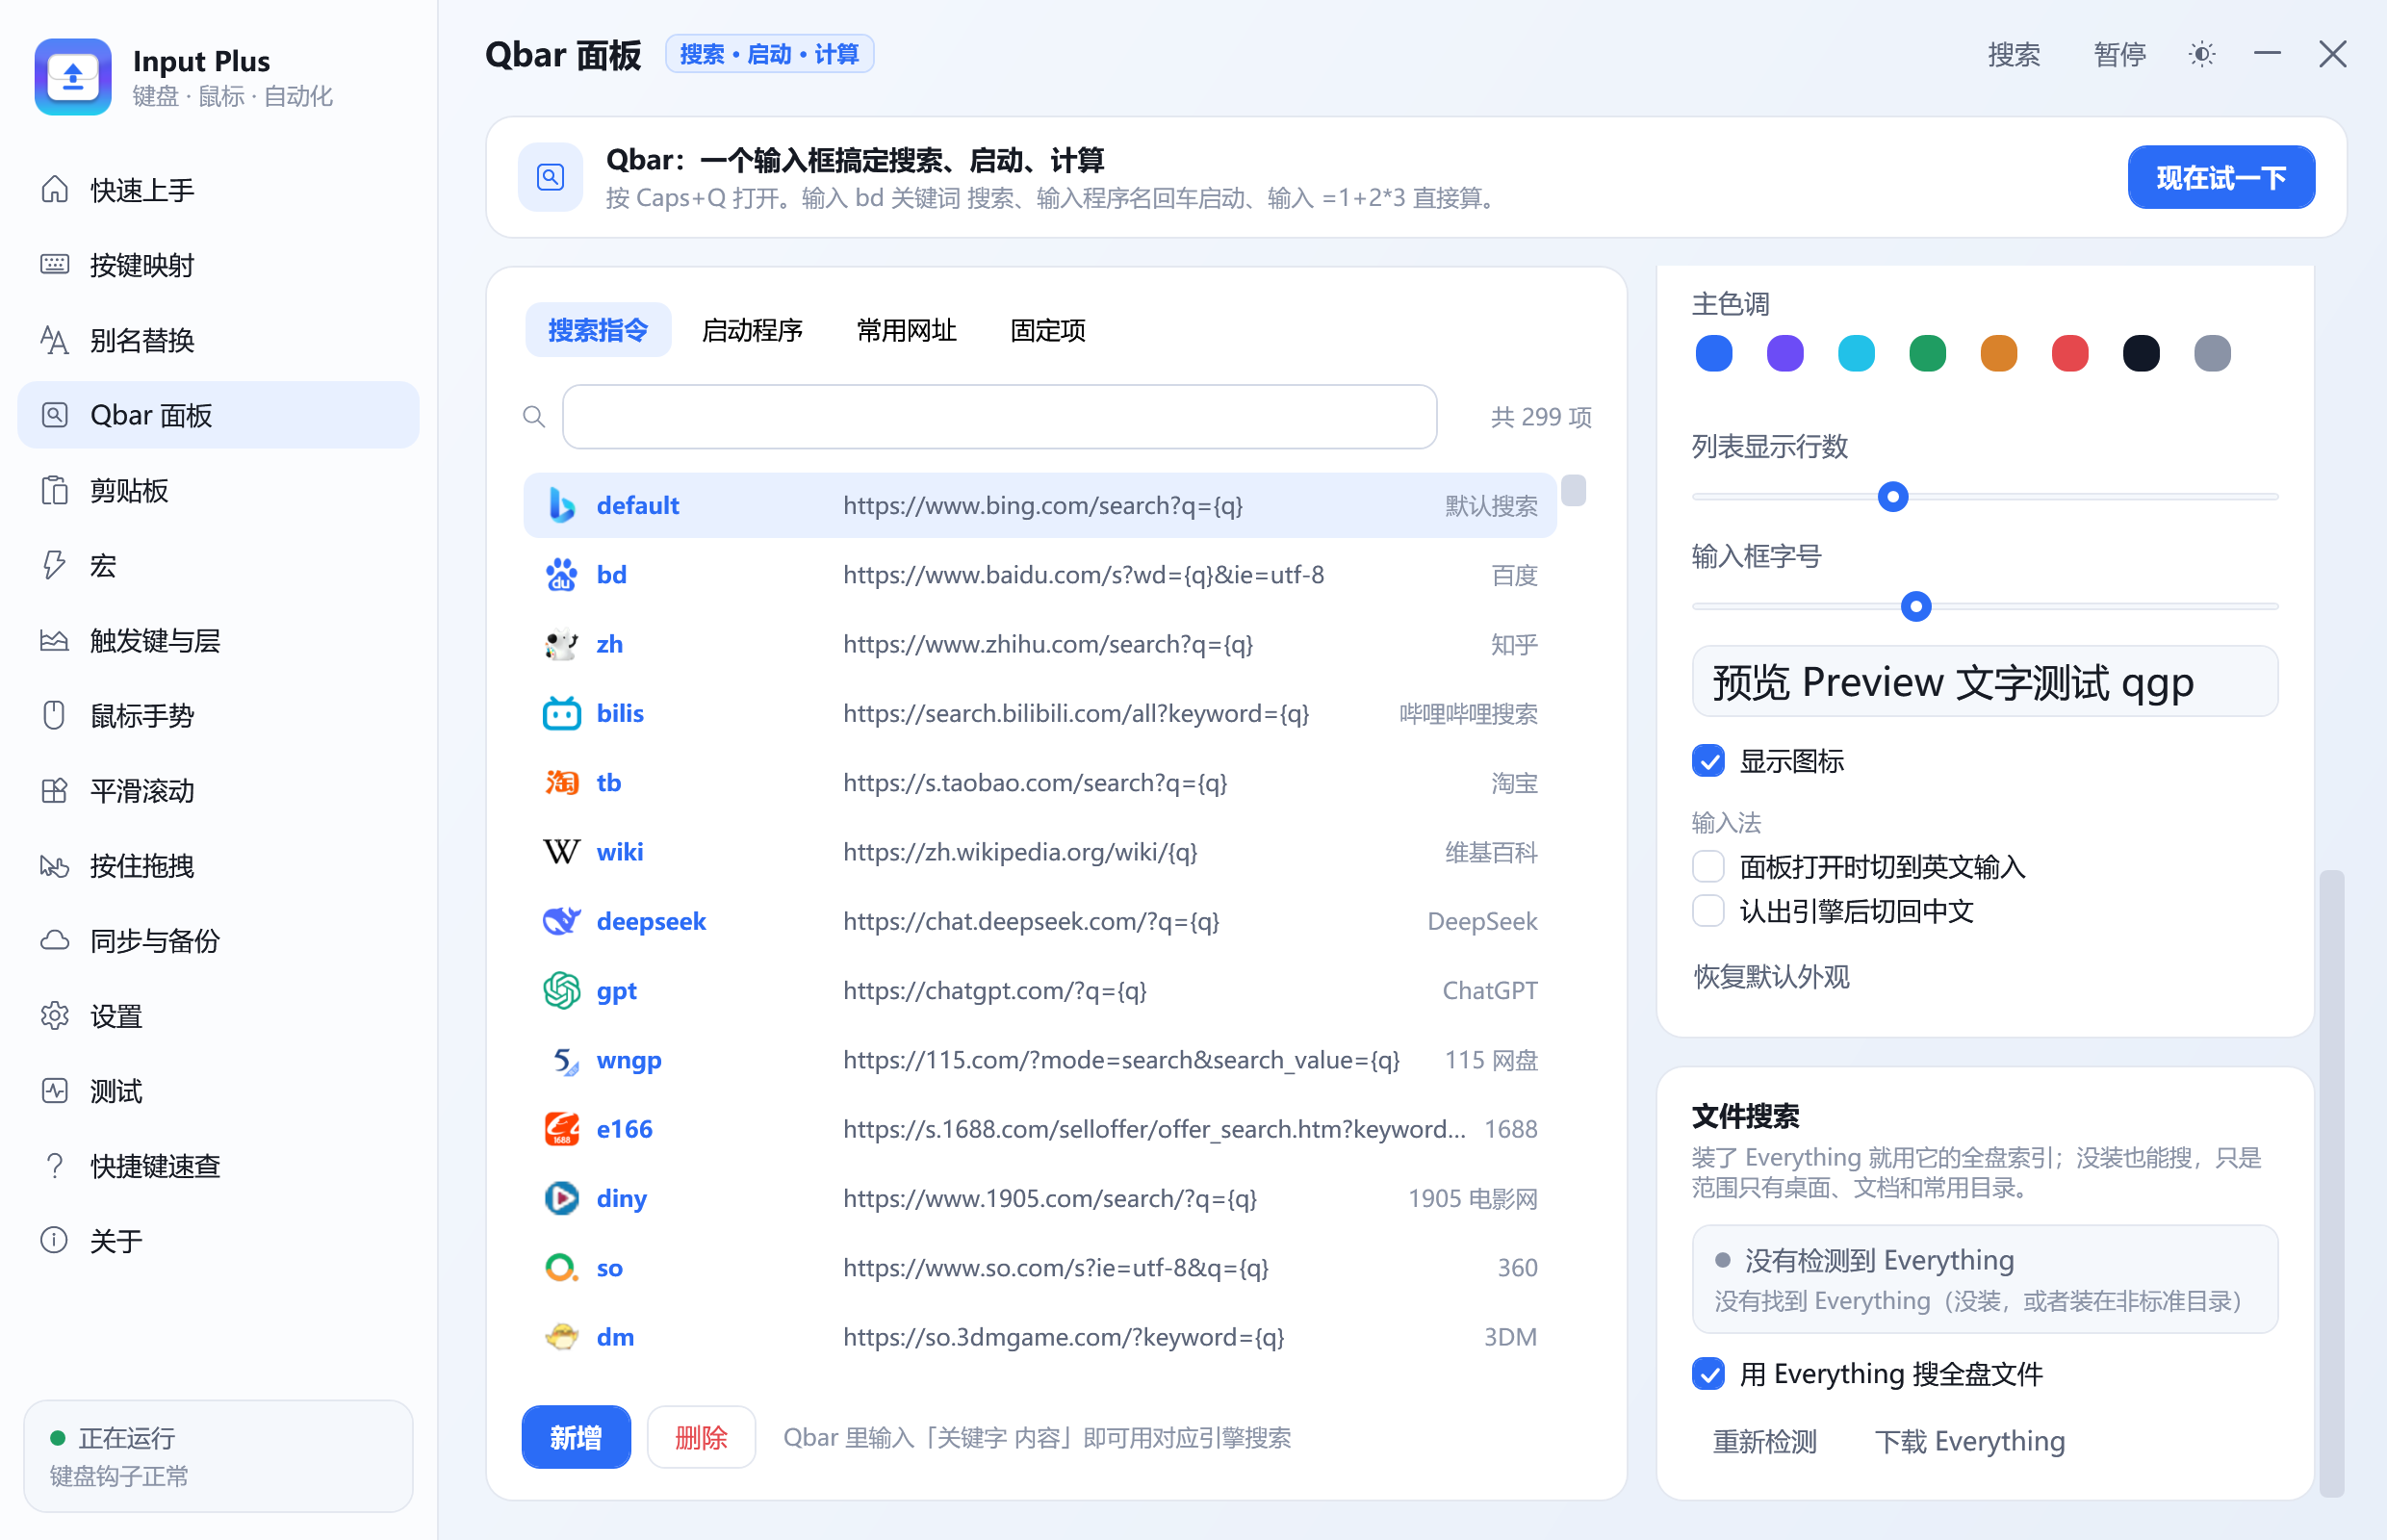 Input Plus
键盘 · 鼠标 · 自动化
快速上手
按键映射
别名替换
Qbar 面板
剪贴板
宏
触发键与层
鼠标手势
平滑滚动
按住拖拽
同步与备份
设置
测试
快捷键速查
关于
正在运行
键盘钩子正常
Qbar 面板
搜索 • 启动 • 计算
搜索
暂停
Qbar：一个输入框搞定搜索、启动、计算
按 Caps+Q 打开。输入 bd 关键词 搜索、输入程序名回车启动、输入 =1+2*3 直接算。
现在试一下
搜索指令 启动程序 常用网址 固定项
共 299 项
default https://www.bing.com/search?q={q} 默认搜索
bd https://www.baidu.com/s?wd={q}&ie=utf-8 百度
zh https://www.zhihu.com/search?q={q} 知乎
bilis https://search.bilibili.com/all?keyword={q} 哔哩哔哩搜索
tb https://s.taobao.com/search?q={q} 淘宝
wiki https://zh.wikipedia.org/wiki/{q} 维基百科
deepseek https://chat.deepseek.com/?q={q} DeepSeek
gpt https://chatgpt.com/?q={q} ChatGPT
wngp https://115.com/?mode=search&search_value={q} 115 网盘
e166 https://s.1688.com/selloffer/offer_search.htm?keyword... 1688
diny https://www.1905.com/search/?q={q} 1905 电影网
so https://www.so.com/s?ie=utf-8&q={q} 360
dm https://so.3dmgame.com/?keyword={q} 3DM
新增
删除
Qbar 里输入「关键字 内容」即可用对应引擎搜索
主色调
列表显示行数
输入框字号
预览 Preview 文字测试 qgp
显示图标
输入法
面板打开时切到英文输入
认出引擎后切回中文
恢复默认外观
文件搜索
装了 Everything 就用它的全盘索引；没装也能搜，只是
范围只有桌面、文档和常用目录。
没有检测到 Everything
没有找到 Everything（没装，或者装在非标准目录）
用 Everything 搜全盘文件
重新检测
下载 Everything